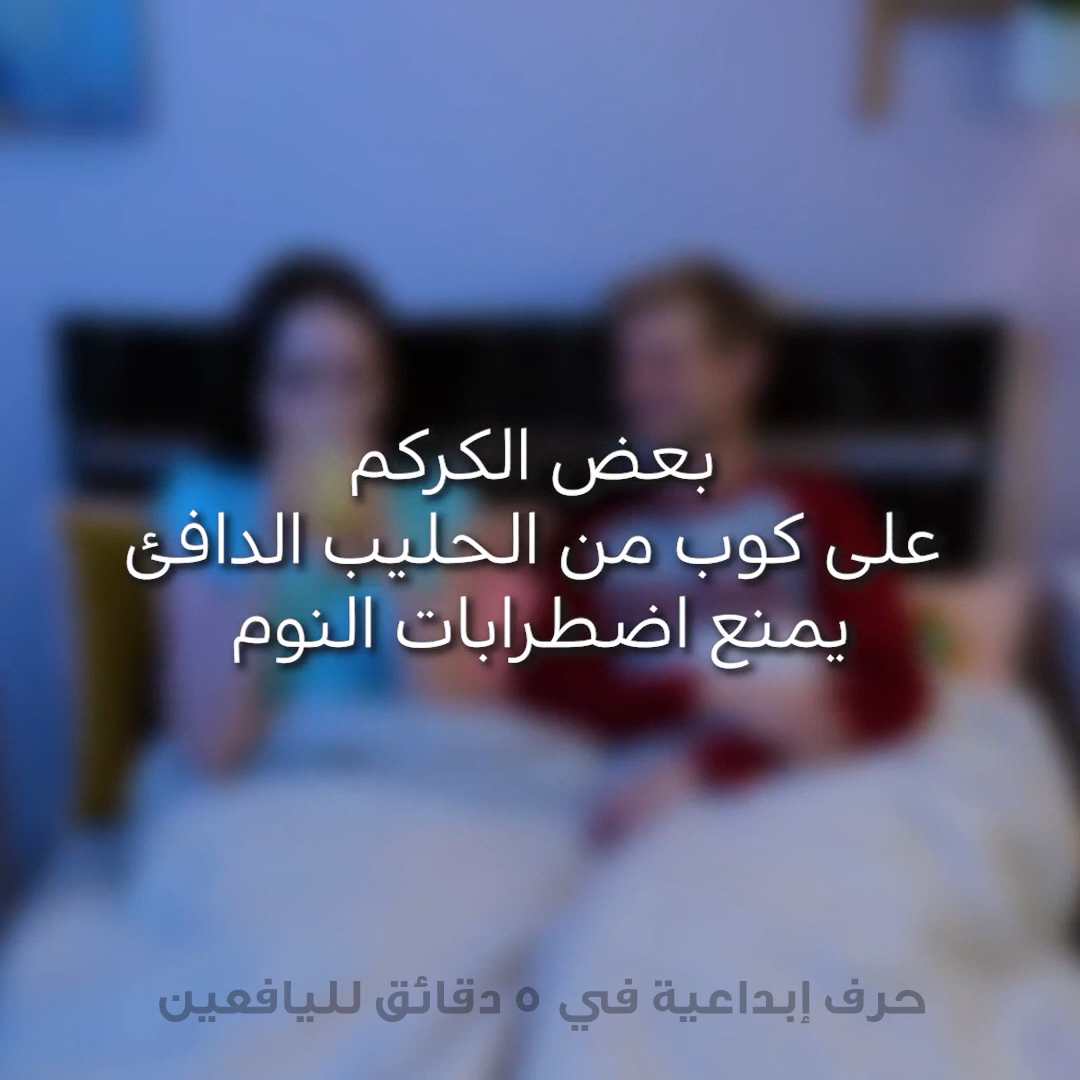 بعض الكركم
على كوب من الحليب الدافئ
يمنع اضطرابات النوم
حرف إبداعية في ٥ دقائق لليافعين